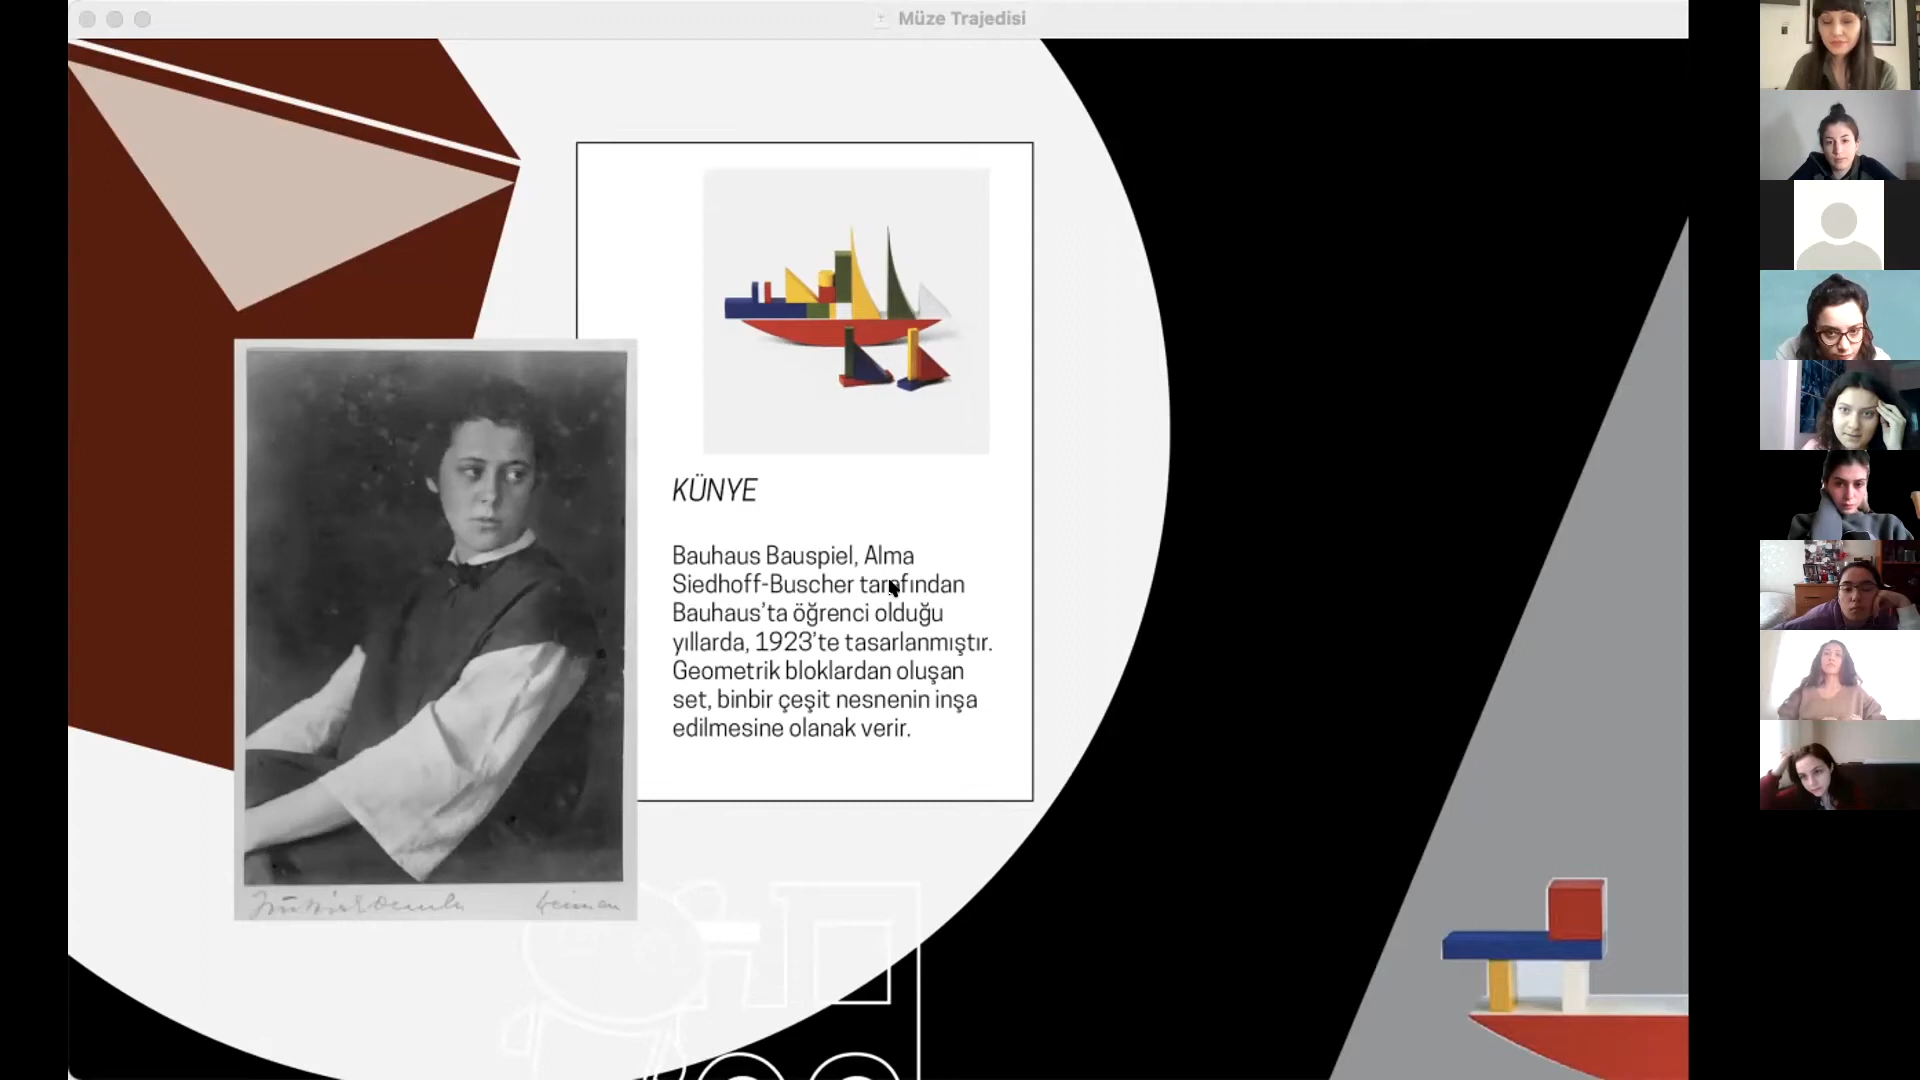 Müze Trajedisi
KÜNYE
Bauhaus Bauspiel, Alma
Siedhoff-Buscher tarafından
Bauhaus'ta öğrenci olduğu
yıllarda, 1923'te tasarlanmıştır.
Geometrik bloklardan oluşan
set, binbir çeşit nesnenin inşa
edilmesine olanak verir.